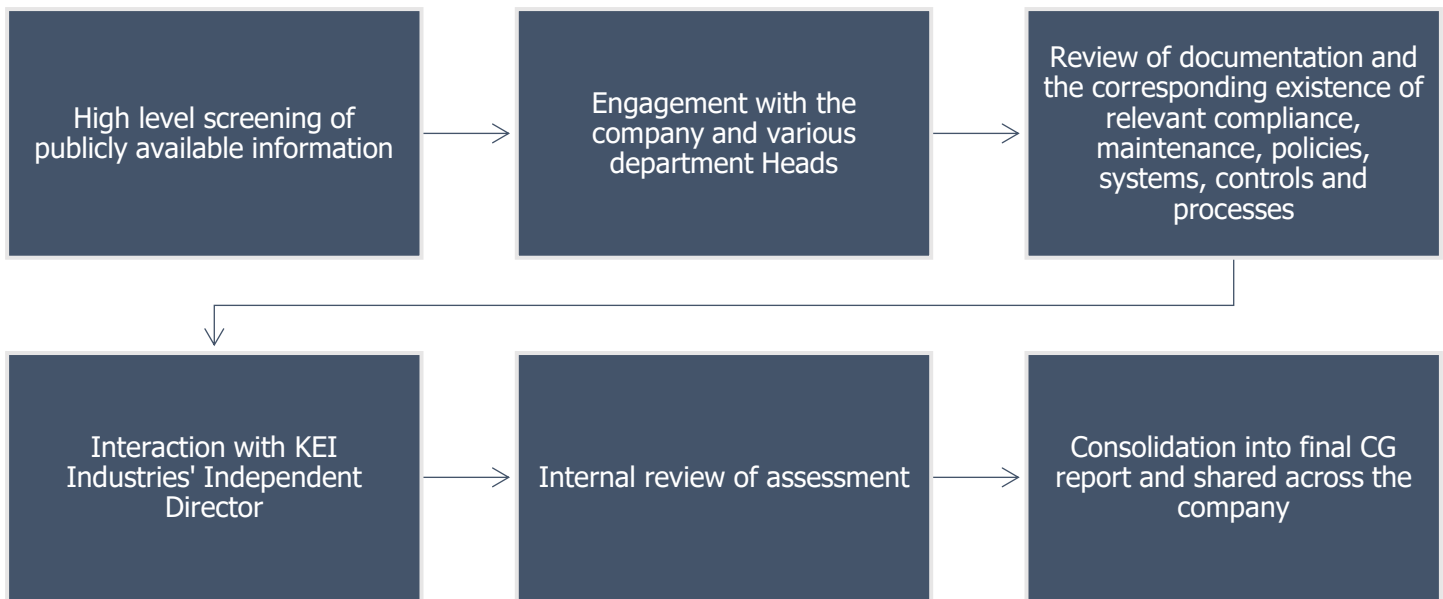 High level screening of
publicly available information
Engagement with the
company and various
department Heads
Review of documentation and
the corresponding existence of
relevant compliance,
maintenance, policies,
systems, controls and
processes
Interaction with KEI
Industries' Independent
Director
Internal review of assessment
Consolidation into final CG
report and shared across the
company